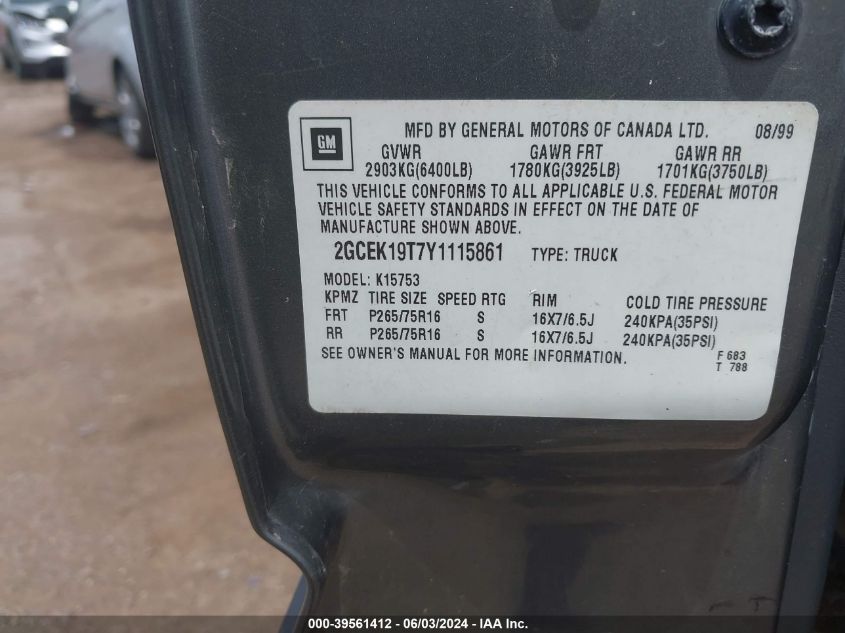 GM
MFD BY GENERAL MOTORS OF CANADA LTD. 08/99
GVWR GAWR FRT GAWR RR
2903KG(6400LB) 1780KG(3925LB) 1701KG(3750LB)
THIS VEHICLE CONFORMS TO ALL APPLICABLE U.S. FEDERAL MOTOR
VEHICLE SAFETY STANDARDS IN EFFECT ON THE DATE OF
MANUFACTURE SHOWN ABOVE.
2GCEK19T7Y1115861 TYPE: TRUCK
MODEL: K15753
KPMZ TIRE SIZE SPEED RTG RIM COLD TIRE PRESSURE
FRT P265/75R16 S 16X7/6.5J 240KPA(35PSI)
RR P265/75R16 S 16X7/6.5J 240KPA(35PSI)
SEE OWNER'S MANUAL FOR MORE INFORMATION. F 683
T 788
000-39561412 - 06/03/2024 - IAA Inc.